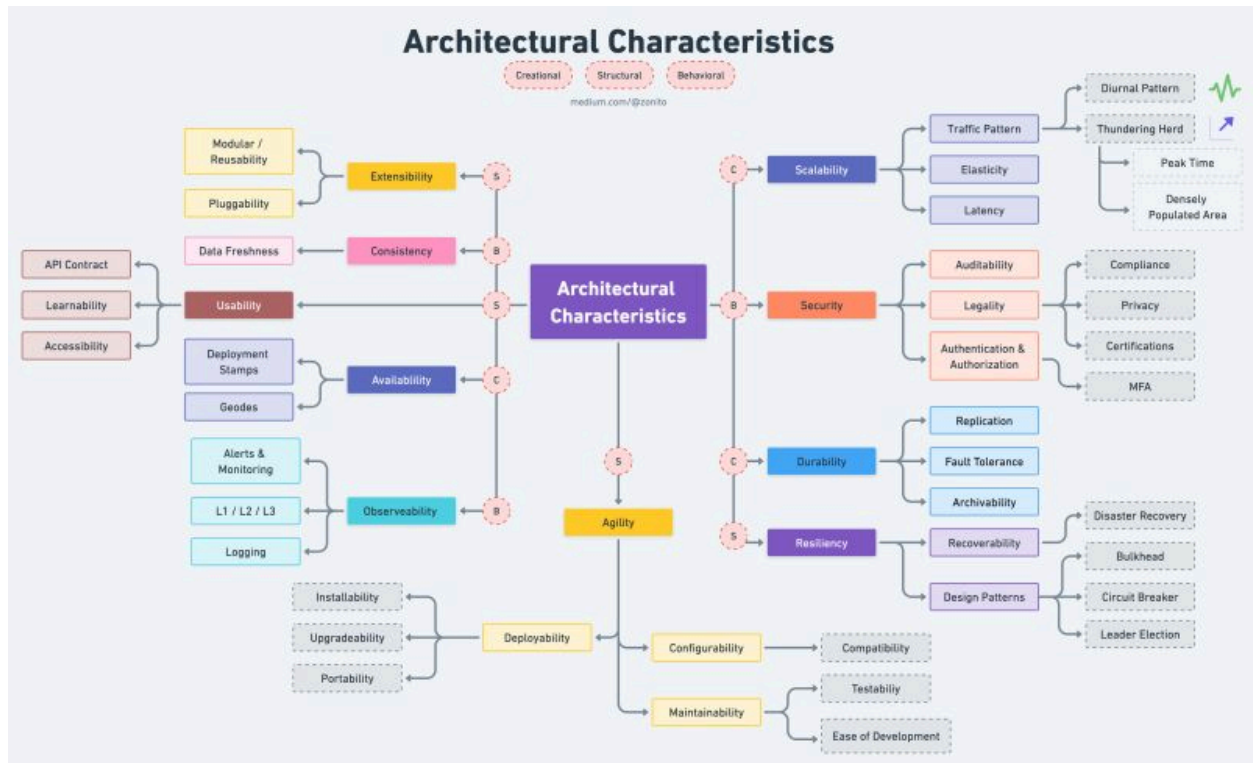 Architectural Characteristics
Creational
Structural
Behavioral
medium.com/@zonito
Modular /
Reusability
Pluggability
Extensibility
S
Data Freshness
Consistency
B
API Contract
Learnability
Accessibility
Usability
S
Deployment
Stamps
Geodes
Availablility
C
Alerts &
Monitoring
L1 / L2 / L3
Logging
Observeability
B
Architectural
Characteristics
C
Scalability
Traffic Pattern
Elasticity
Latency
Diurnal Pattern
Thundering Herd
Peak Time
Densely
Populated Area
B
Security
Auditability
Legality
Authentication &
Authorization
Compliance
Privacy
Certifications
MFA
C
Durability
Replication
Fault Tolerance
Archivability
S
Resiliency
Recoverability
Design Patterns
Disaster Recovery
Bulkhead
Circuit Breaker
Leader Election
S
Agility
Installability
Upgradeability
Portability
Deployability
Configurability
Compatibility
Maintainability
Testabiliy
Ease of Development